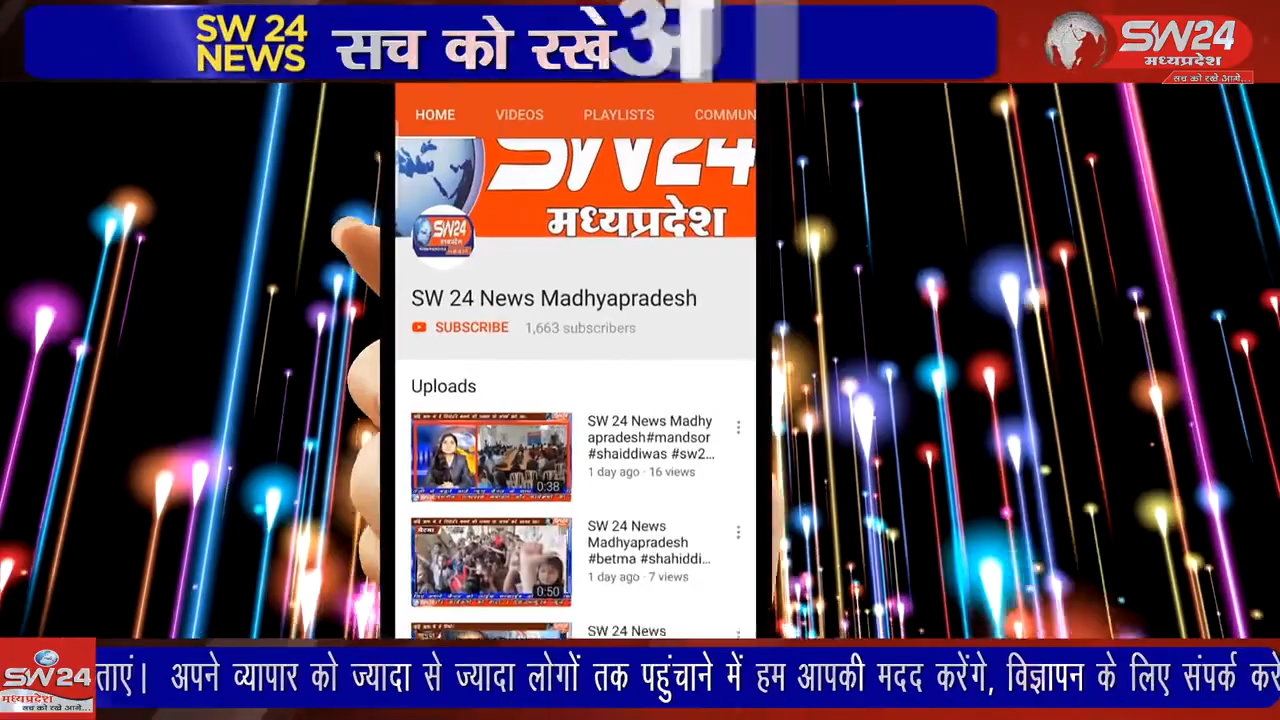 SW 24
NEWS
सच को रखे अ
SW24
मध्यप्रदेश
सच को रखे आगे...
HOME VIDEOS PLAYLISTS COMMUN
SW24
मध्यप्रदेश
SW24
SW 24 News Madhyapradesh
SUBSCRIBE 1,663 subscribers
Uploads
SW 24 News Madhy
apradesh#mandsor
#shaiddiwas #sw2...
1 day ago · 16 views
0:38
SW 24 News
Madhyapradesh
#betma #shahiddi...
1 day ago · 7 views
0:50
SW 24 News
SW24
मध्यप्रदेश
सच को रखे आगे...
ताएं। अपने व्यापार को ज्यादा से ज्यादा लोगों तक पहुंचाने में हम आपकी मदद करेंगे, विज्ञापन के लिए संपर्क करे